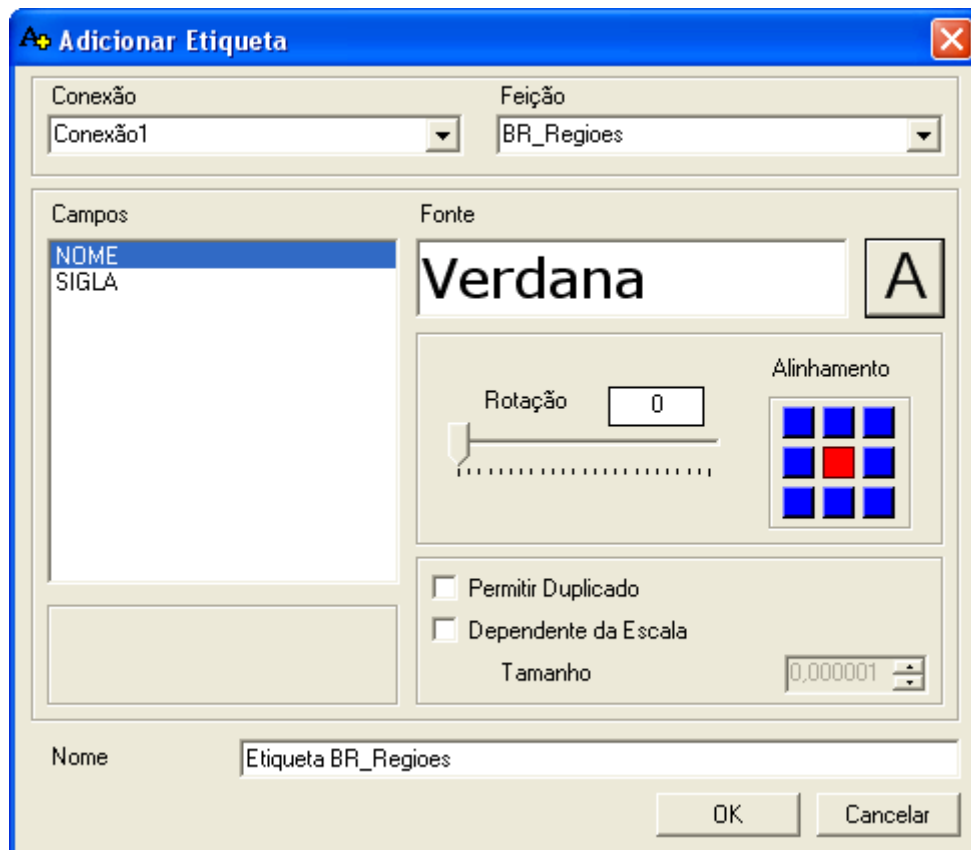 Adicionar Etiqueta
Conexão Feição
Conexão1 BR_Regioes
Campos Fonte
NOME
SIGLA
Verdana A
Alinhamento
Rotação 0
Permitir Duplicado
Dependente da Escala
Tamanho 0,000001
Nome Etiqueta BR_Regioes
OK Cancelar